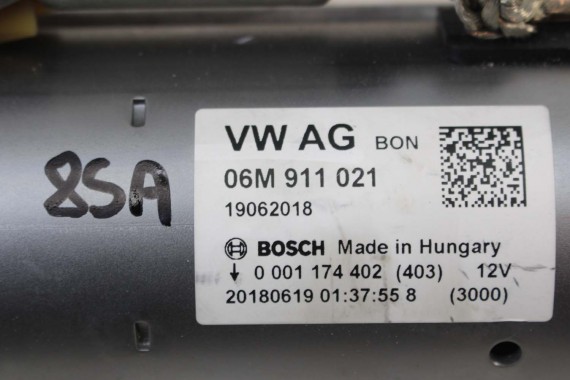 85A
VW AG BON
06M 911 021
19062018
BOSCH Made in Hungary
↓ 0 001 174 402 (403) 12V
20180619 01:37:55 8 (3000)